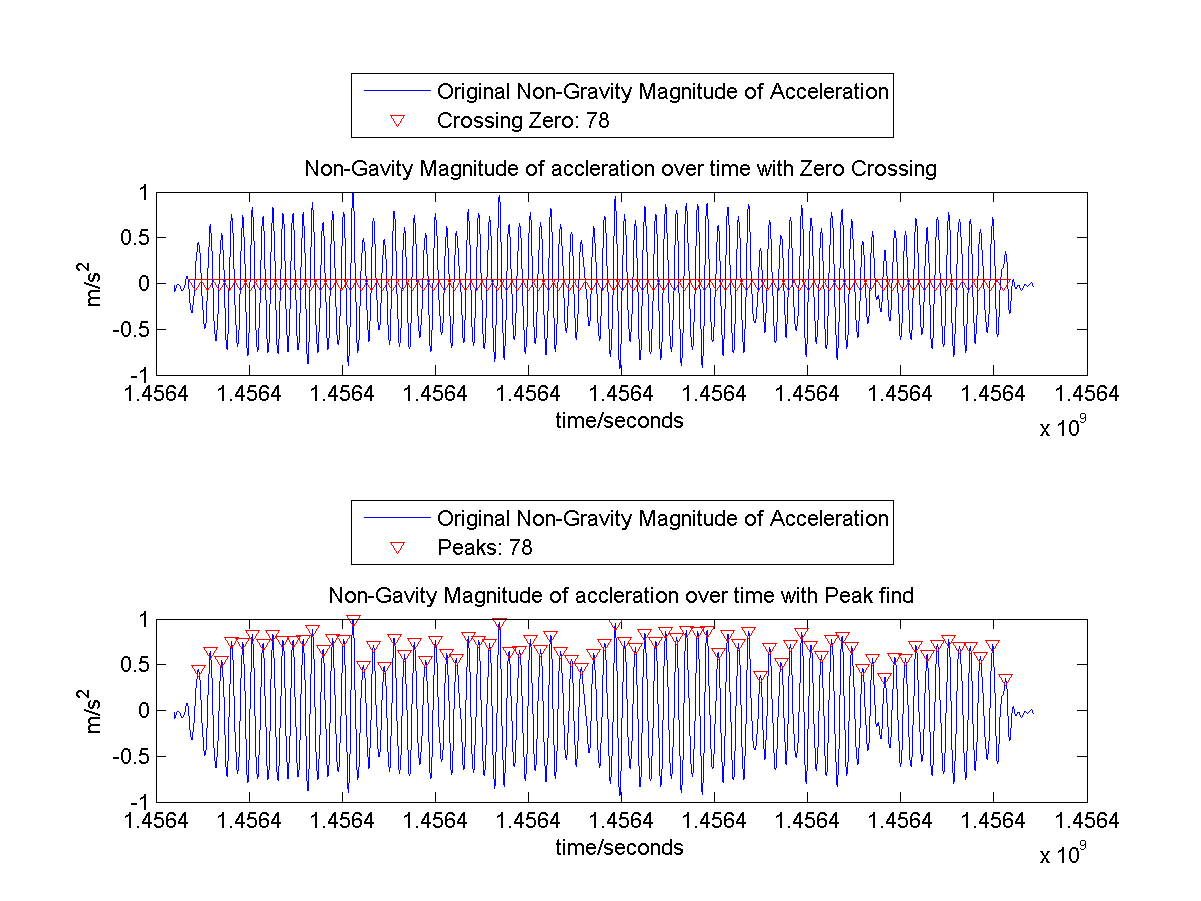 Original Non-Gravity Magnitude of Acceleration
Crossing Zero: 78
Non-Gavity Magnitude of accleration over time with Zero Crossing
1
0.5
0
-0.5
-1
m/s²
1.4564 1.4564 1.4564 1.4564 1.4564 1.4564 1.4564 1.4564 1.4564 1.4564 1.4564
time/seconds
x 10⁹
Original Non-Gravity Magnitude of Acceleration
Peaks: 78
Non-Gavity Magnitude of accleration over time with Peak find
1
0.5
0
-0.5
-1
m/s²
1.4564 1.4564 1.4564 1.4564 1.4564 1.4564 1.4564 1.4564 1.4564 1.4564 1.4564
time/seconds
x 10⁹